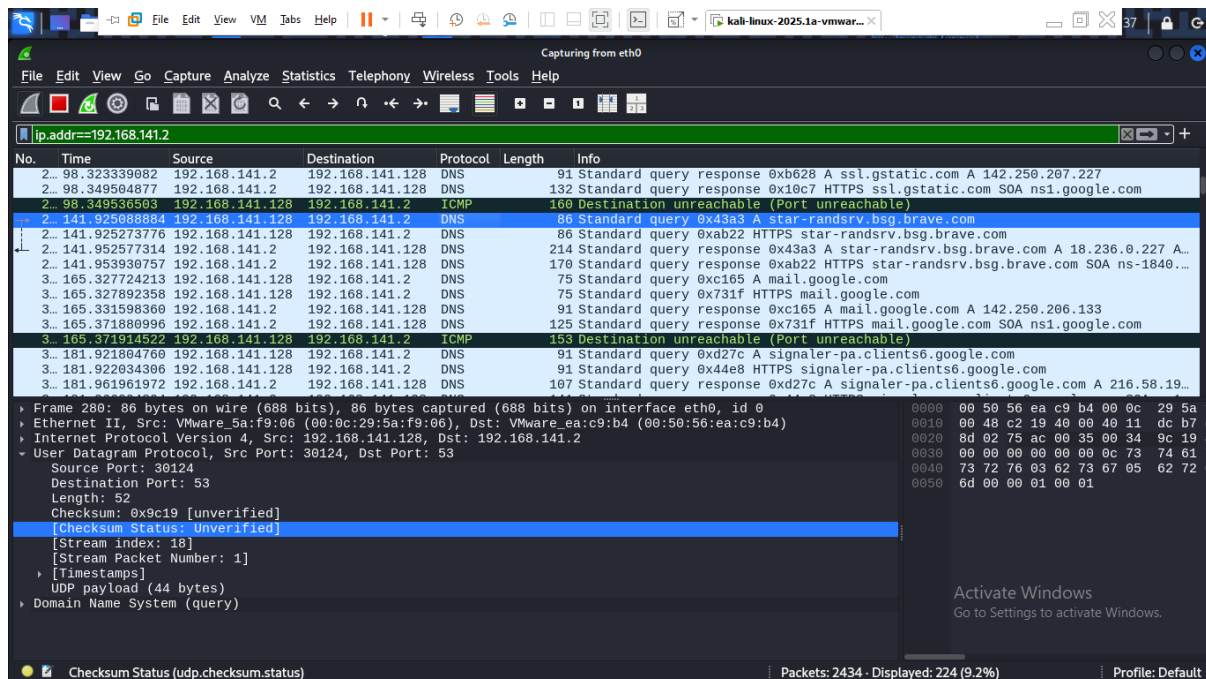 File Edit View VM Tabs Help kali-linux-2025.1a-vmwar... 37
Capturing from eth0
File Edit View Go Capture Analyze Statistics Telephony Wireless Tools Help
ip.addr==192.168.141.2
No. Time Source Destination Protocol Length Info
2… 98.323339082 192.168.141.2 192.168.141.128 DNS 91 Standard query response 0xb628 A ssl.gstatic.com A 142.250.207.227
2… 98.349504877 192.168.141.2 192.168.141.128 DNS 132 Standard query response 0x10c7 HTTPS ssl.gstatic.com SOA ns1.google.com
2… 98.349536503 192.168.141.128 192.168.141.2 ICMP 160 Destination unreachable (Port unreachable)
2… 141.925088884 192.168.141.128 192.168.141.2 DNS 86 Standard query 0x43a3 A star-randsrv.bsg.brave.com
2… 141.925273776 192.168.141.128 192.168.141.2 DNS 86 Standard query 0xab22 HTTPS star-randsrv.bsg.brave.com
2… 141.952577314 192.168.141.2 192.168.141.128 DNS 214 Standard query response 0x43a3 A star-randsrv.bsg.brave.com A 18.236.0.227 A…
2… 141.953930757 192.168.141.2 192.168.141.128 DNS 170 Standard query response 0xab22 HTTPS star-randsrv.bsg.brave.com SOA ns-1840.…
3… 165.327724213 192.168.141.128 192.168.141.2 DNS 75 Standard query 0xc165 A mail.google.com
3… 165.327892358 192.168.141.128 192.168.141.2 DNS 75 Standard query 0x731f HTTPS mail.google.com
3… 165.331598360 192.168.141.2 192.168.141.128 DNS 91 Standard query response 0xc165 A mail.google.com A 142.250.206.133
3… 165.371880996 192.168.141.2 192.168.141.128 DNS 125 Standard query response 0x731f HTTPS mail.google.com SOA ns1.google.com
3… 165.371914522 192.168.141.128 192.168.141.2 ICMP 153 Destination unreachable (Port unreachable)
3… 181.921804760 192.168.141.128 192.168.141.2 DNS 91 Standard query 0xd27c A signaler-pa.clients6.google.com
3… 181.922034306 192.168.141.128 192.168.141.2 DNS 91 Standard query 0x44e8 HTTPS signaler-pa.clients6.google.com
3… 181.961961972 192.168.141.2 192.168.141.128 DNS 107 Standard query response 0xd27c A signaler-pa.clients6.google.com A 216.58.19…
Frame 280: 86 bytes on wire (688 bits), 86 bytes captured (688 bits) on interface eth0, id 0
Ethernet II, Src: VMware_5a:f9:06 (00:0c:29:5a:f9:06), Dst: VMware_ea:c9:b4 (00:50:56:ea:c9:b4)
Internet Protocol Version 4, Src: 192.168.141.128, Dst: 192.168.141.2
User Datagram Protocol, Src Port: 30124, Dst Port: 53
Source Port: 30124
Destination Port: 53
Length: 52
Checksum: 0x9c19 [unverified]
[Checksum Status: Unverified]
[Stream index: 18]
[Stream Packet Number: 1]
[Timestamps]
UDP payload (44 bytes)
Domain Name System (query)
0000 00 50 56 ea c9 b4 00 0c 29 5a
0010 00 48 c2 19 40 00 40 11 dc b7
0020 8d 02 75 ac 00 35 00 34 9c 19
0030 00 00 00 00 00 00 0c 73 74 61
0040 73 72 76 03 62 73 67 05 62 72
0050 6d 00 00 01 00 01
Activate Windows
Go to Settings to activate Windows.
Checksum Status (udp.checksum.status) Packets: 2434 · Displayed: 224 (9.2%) Profile: Default